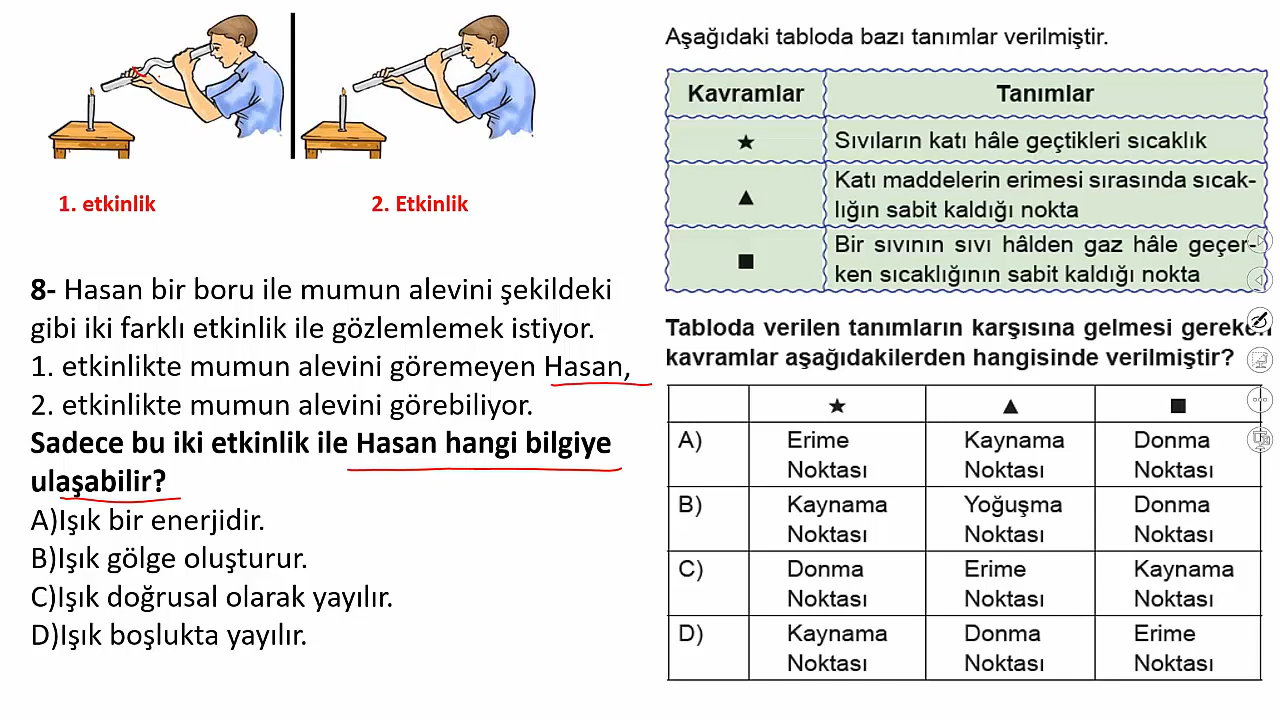 1. etkinlik
2. Etkinlik
8- Hasan bir boru ile mumun alevini şekildeki
gibi iki farklı etkinlik ile gözlemlemek istiyor.
1. etkinlikte mumun alevini göremeyen Hasan,
2. etkinlikte mumun alevini görebiliyor.
Sadece bu iki etkinlik ile Hasan hangi bilgiye
ulaşabilir?
A)Işık bir enerjidir.
B)Işık gölge oluşturur.
C)Işık doğrusal olarak yayılır.
D)Işık boşlukta yayılır.
Aşağıdaki tabloda bazı tanımlar verilmiştir.
Kavramlar Tanımlar
★ Sıvıların katı hâle geçtikleri sıcaklık
▲ Katı maddelerin erimesi sırasında sıcak-
lığın sabit kaldığı nokta
■ Bir sıvının sıvı hâlden gaz hâle geçer-
ken sıcaklığının sabit kaldığı nokta
Tabloda verilen tanımların karşısına gelmesi gereken
kavramlar aşağıdakilerden hangisinde verilmiştir?
★ ▲ ■
A) Erime Kaynama Donma
Noktası Noktası Noktası
B) Kaynama Yoğuşma Donma
Noktası Noktası Noktası
C) Donma Erime Kaynama
Noktası Noktası Noktası
D) Kaynama Donma Erime
Noktası Noktası Noktası